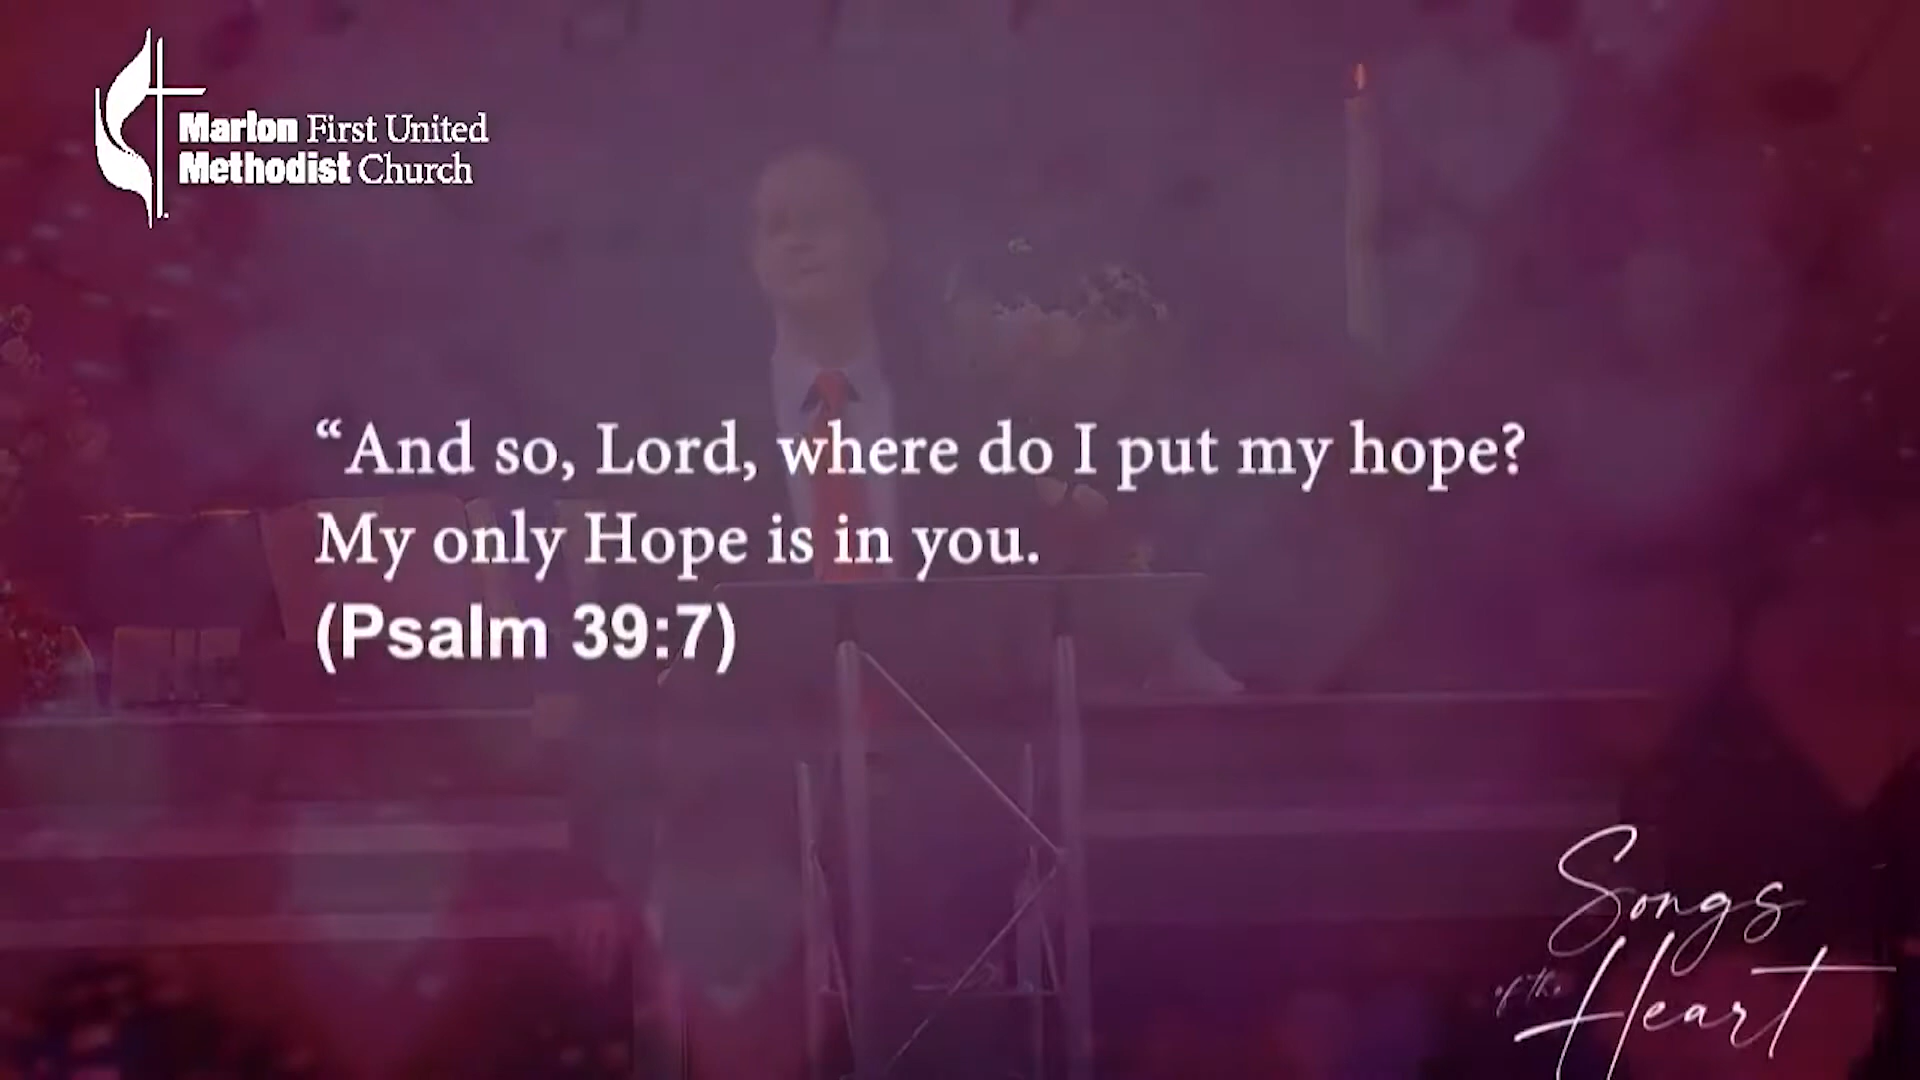 Marion First United
Methodist Church
“And so, Lord, where do I put my hope?
My only Hope is in you.
(Psalm 39:7)
Songs
of the
Heart